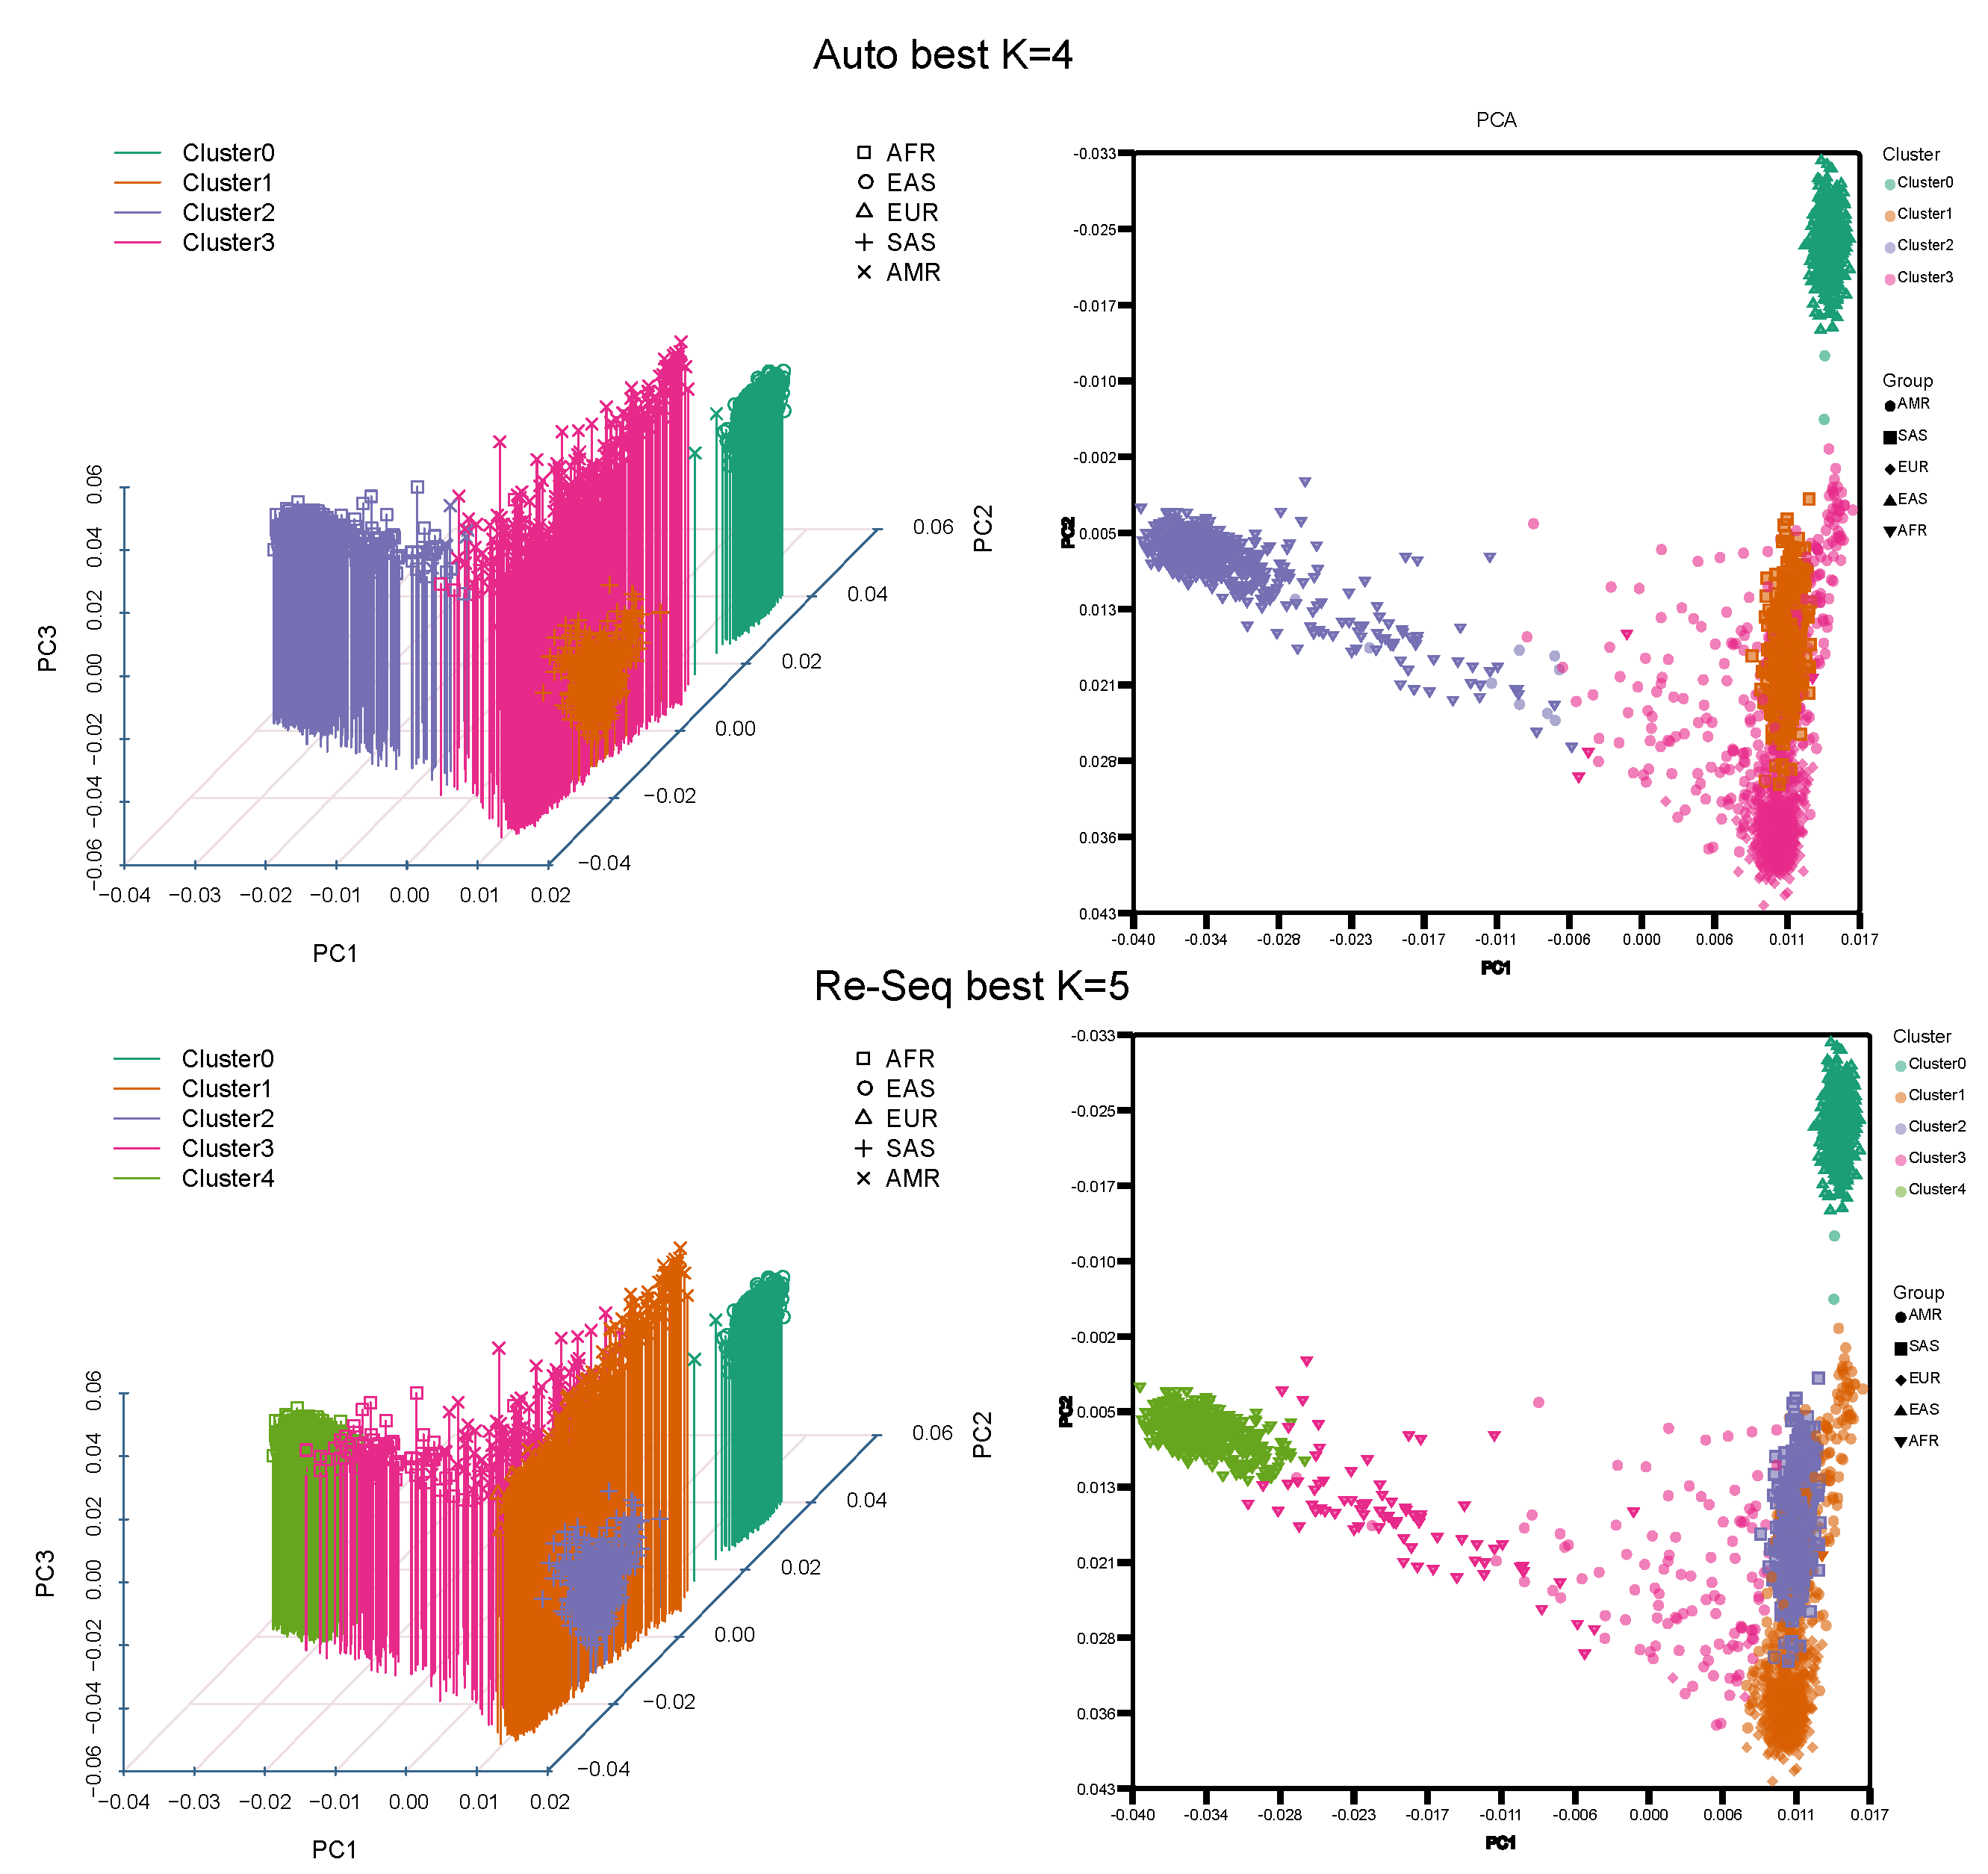 Auto best K=4
Cluster0
Cluster1
Cluster2
Cluster3
AFR
EAS
EUR
SAS
AMR
PC3
0.06
0.04
0.02
0.00
−0.02
−0.04
−0.06
−0.04
−0.03
−0.02
−0.01
0.00
0.01
0.02
PC1
−0.04
−0.02
0.00
0.02
0.04
0.06
PC2
PCA
PC2
-0.033
-0.025
-0.017
-0.010
-0.002
0.005
0.013
0.021
0.028
0.036
0.043
-0.040
-0.034
-0.028
-0.023
-0.017
-0.011
-0.006
0.000
0.006
0.011
0.017
PC1
Cluster
Cluster0
Cluster1
Cluster2
Cluster3
Group
AMR
SAS
EUR
EAS
AFR
Re-Seq best K=5
Cluster0
Cluster1
Cluster2
Cluster3
Cluster4
AFR
EAS
EUR
SAS
AMR
PC3
0.06
0.04
0.02
0.00
−0.02
−0.04
−0.06
−0.04
−0.03
−0.02
−0.01
0.00
0.01
0.02
PC1
−0.04
−0.02
0.00
0.02
0.04
0.06
PC2
PC2
-0.033
-0.025
-0.017
-0.010
-0.002
0.005
0.013
0.021
0.028
0.036
0.043
-0.040
-0.034
-0.028
-0.023
-0.017
-0.011
-0.006
0.000
0.006
0.011
0.017
PC1
Cluster
Cluster0
Cluster1
Cluster2
Cluster3
Cluster4
Group
AMR
SAS
EUR
EAS
AFR